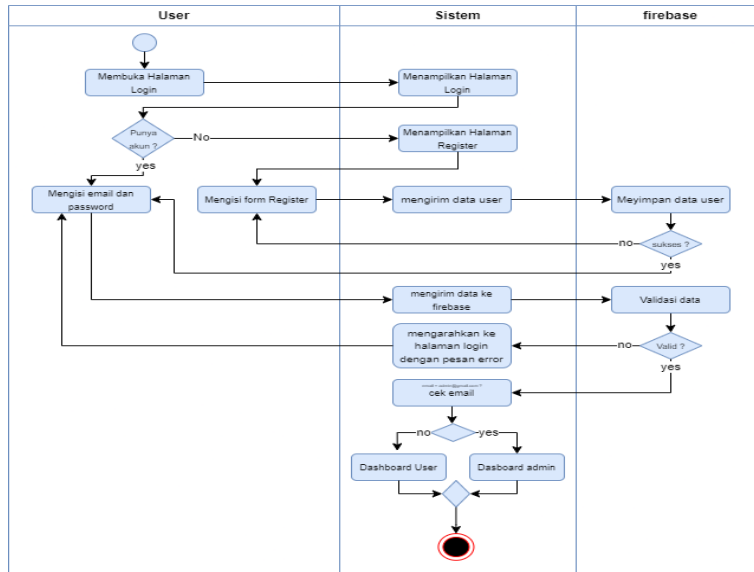 User
Sistem
firebase
Membuka Halaman
Login
Menampilkan Halaman
Login
Punya
akun ?
No
Menampilkan Halaman
Register
yes
Mengisi email dan
password
Mengisi form Register
mengirim data user
Meyimpan data user
no
sukses ?
yes
mengirim data ke
firebase
Validasi data
mengarahkan ke
halaman login
dengan pesan error
no
Valid ?
yes
cek email
no
yes
Dashboard User
Dasboard admin